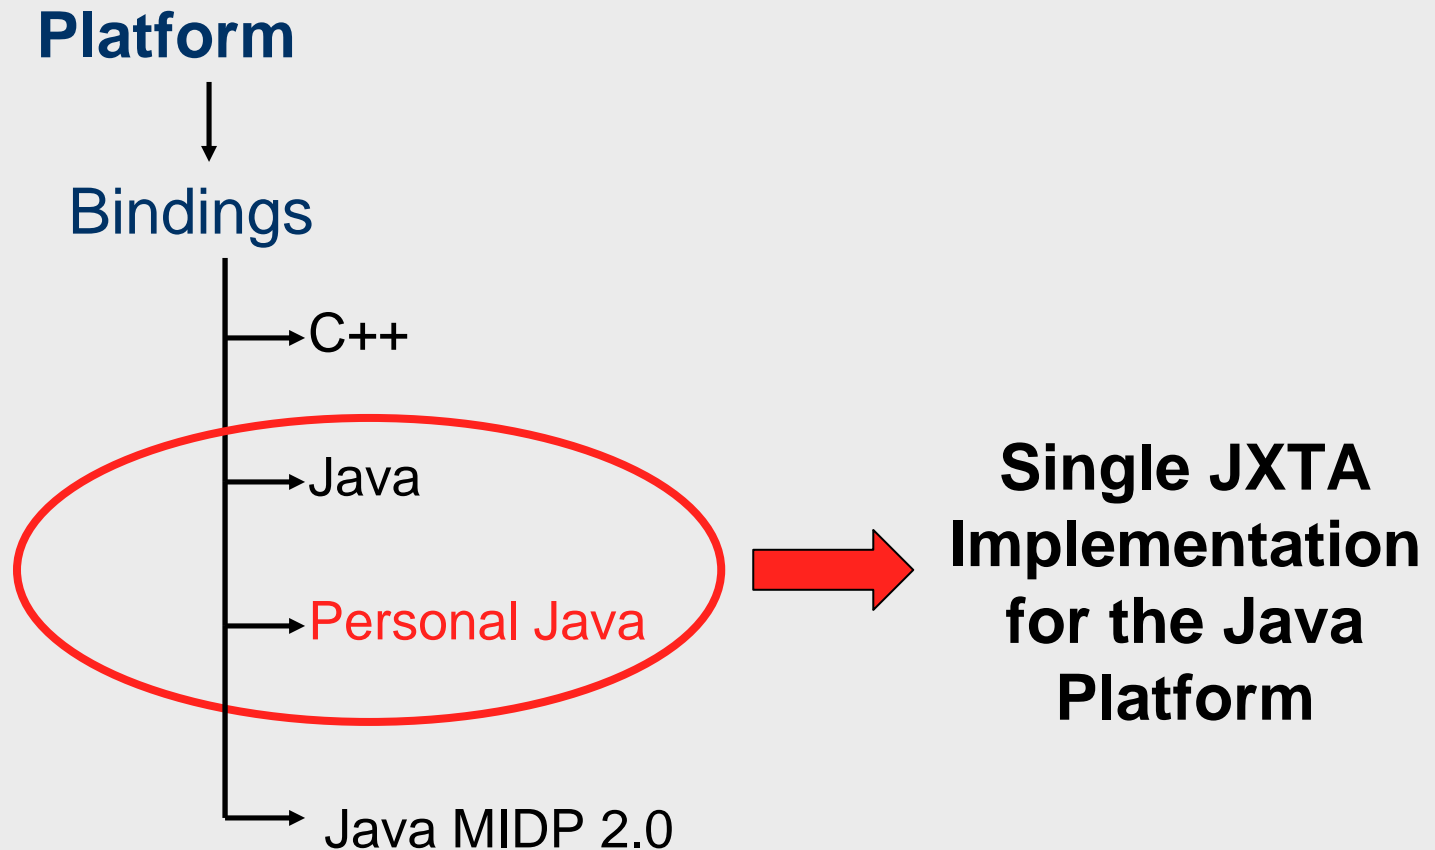 Platform
Bindings
C++
Java
Personal Java
Java MIDP 2.0
Single JXTA
Implementation
for the Java
Platform